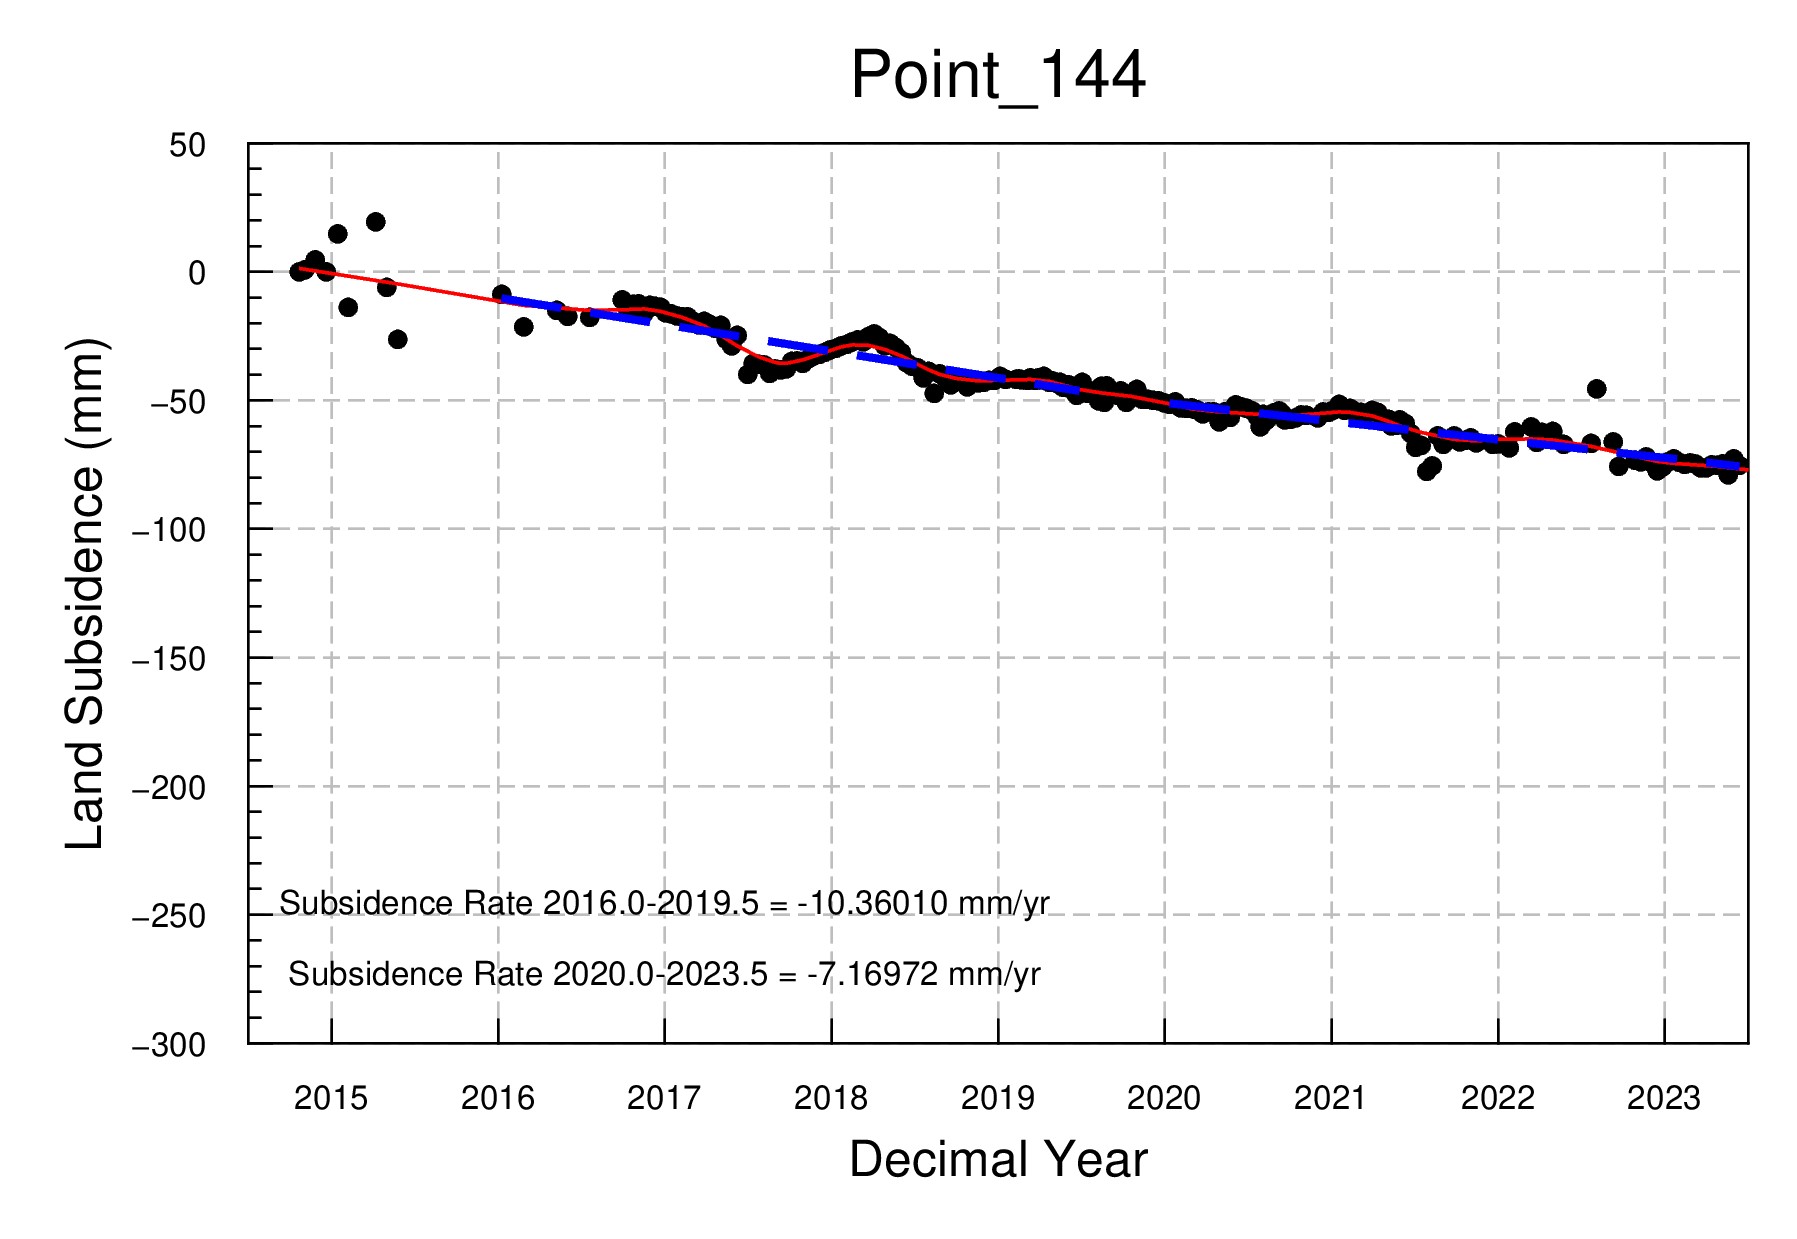 Point_144
50
0
−50
−100
−150
−200
−250
−300
Land Subsidence (mm)
Subsidence Rate 2016.0-2019.5 = -10.36010 mm/yr
Subsidence Rate 2020.0-2023.5 = -7.16972 mm/yr
2015 2016 2017 2018 2019 2020 2021 2022 2023
Decimal Year